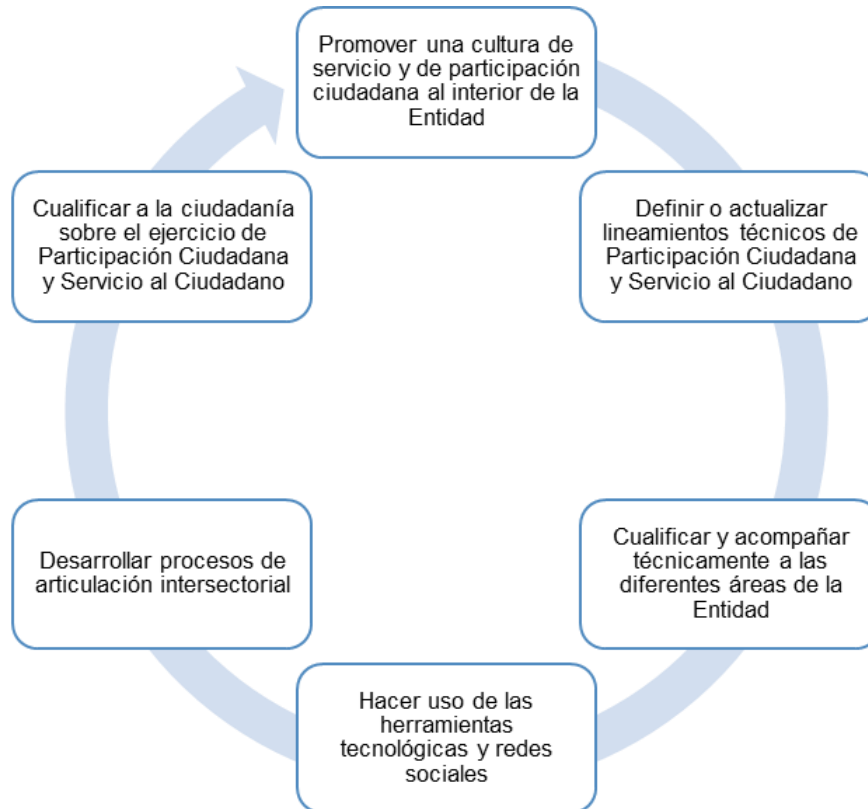 Promover una cultura de
servicio y de participación
ciudadana al interior de la
Entidad
Definir o actualizar
lineamientos técnicos de
Participación Ciudadana
y Servicio al Ciudadano
Cualificar y acompañar
técnicamente a las
diferentes áreas de la
Entidad
Hacer uso de las
herramientas
tecnológicas y redes
sociales
Desarrollar procesos de
articulación intersectorial
Cualificar a la ciudadanía
sobre el ejercicio de
Participación Ciudadana
y Servicio al Ciudadano